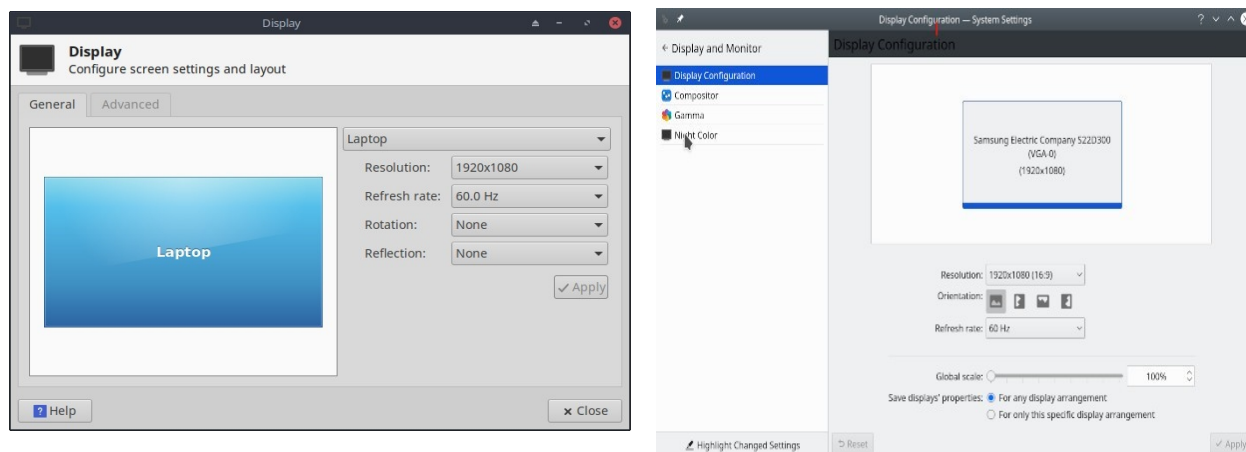 Display
Display
Configure screen settings and layout
General Advanced
Laptop
Laptop
Resolution: 1920x1080
Refresh rate: 60.0 Hz
Rotation: None
Reflection: None
Apply
Help
Close
Display Configuration — System Settings
Display and Monitor
Display Configuration
Compositor
Gamma
Night Color
Highlight Changed Settings
Display Configuration
Samsung Electric Company S22D300
(VGA-0)
(1920x1080)
Resolution: 1920x1080 (16:9)
Orientation:
Refresh rate: 60 Hz
Global scale: 100%
Save displays' properties: For any display arrangement
For only this specific display arrangement
Reset
Apply